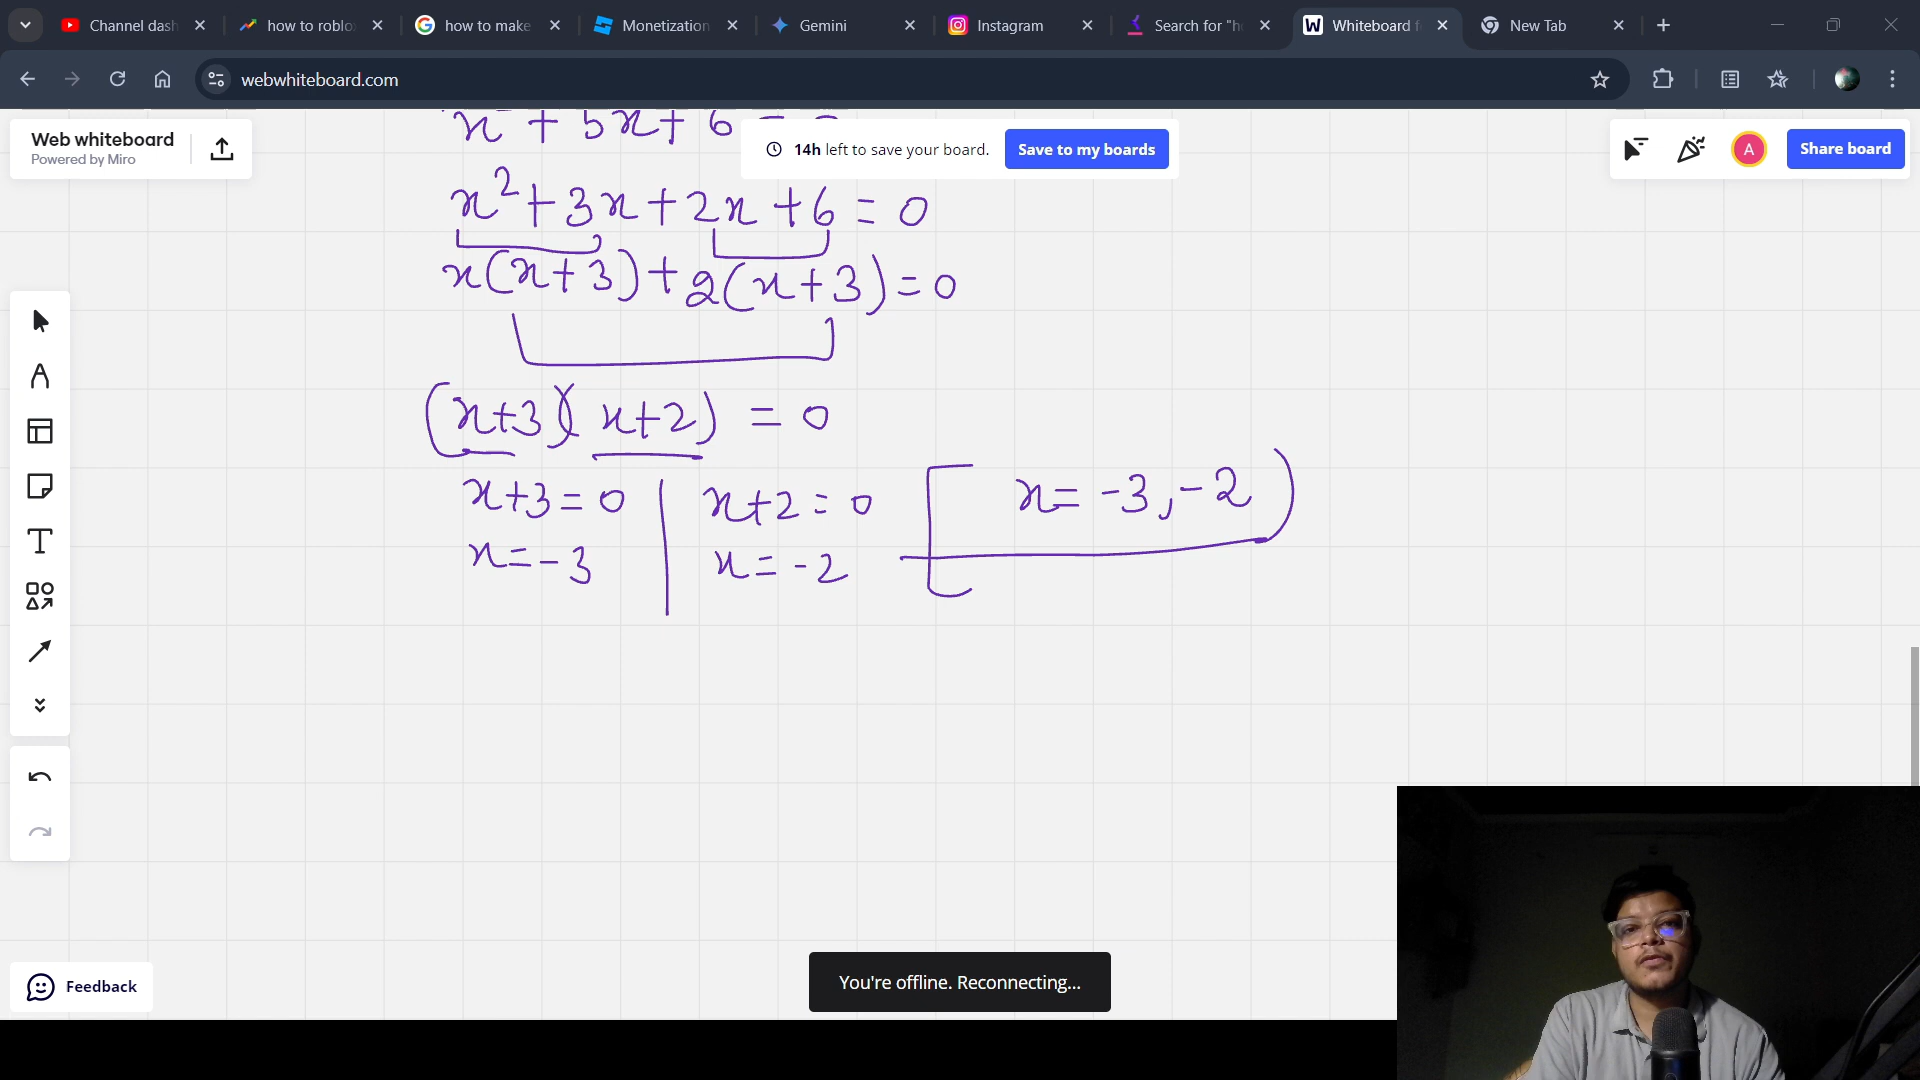 Channel dash
how to roblo
how to make
Monetization
Gemini
Instagram
Search for "h
Whiteboard f
New Tab
webwhiteboard.com
Web whiteboard
Powered by Miro
14h left to save your board.
Save to my boards
A
Share board
x + 5x + 6 = 0
x² + 3x + 2x + 6 = 0
x(x+3) + 2(x+3) = 0
(x+3)(x+2) = 0
x+3=0
x=-3
x+2=0
x=-2
x=-3,-2
Feedback
You're offline. Reconnecting...